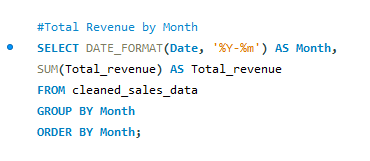 #Total Revenue by Month
SELECT DATE_FORMAT(Date, '%Y-%m') AS Month,
SUM(Total_revenue) AS Total_revenue
FROM cleaned_sales_data
GROUP BY Month
ORDER BY Month;